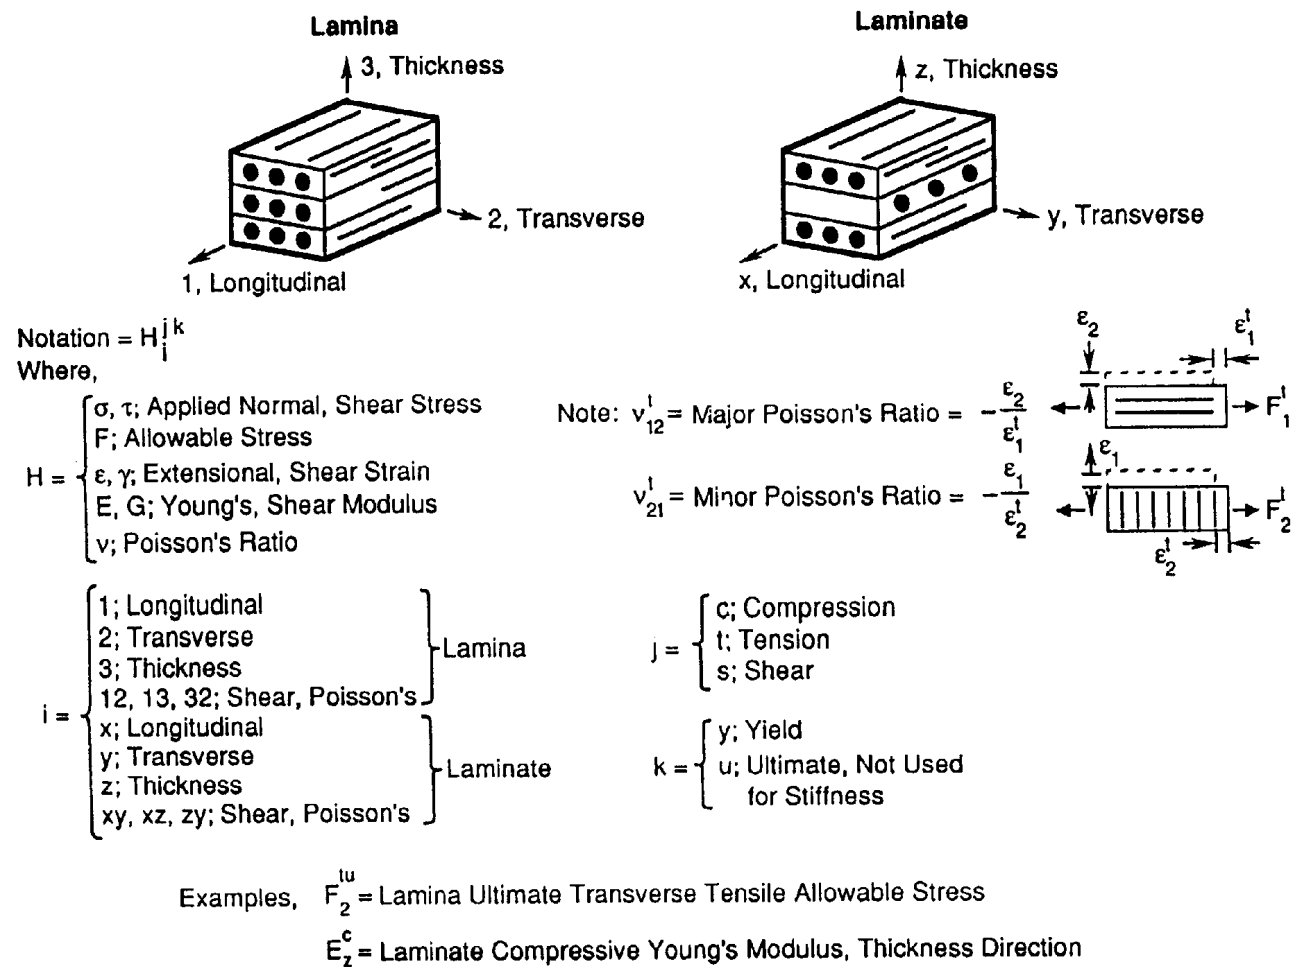 Lamina
Laminate
3, Thickness
z, Thickness
2, Transverse
y, Transverse
1, Longitudinal
x, Longitudinal
Notation = H_i^{jk}
Where,
H =
σ, τ; Applied Normal, Shear Stress
F; Allowable Stress
ε, γ; Extensional, Shear Strain
E, G; Young's, Shear Modulus
ν; Poisson's Ratio
Note: ν_{12}^t = Major Poisson's Ratio = -ε_2/ε_1^t
ν_{21}^t = Minor Poisson's Ratio = -ε_1/ε_2^t
ε_2
ε_1^t
F_1^t
ε_1
F_2^t
ε_2^t
i =
1; Longitudinal
2; Transverse
3; Thickness
12, 13, 32; Shear, Poisson's
Lamina
x; Longitudinal
y; Transverse
z; Thickness
xy, xz, zy; Shear, Poisson's
Laminate
j =
c; Compression
t; Tension
s; Shear
k =
y; Yield
u; Ultimate, Not Used
for Stiffness
Examples, F_2^{tu} = Lamina Ultimate Transverse Tensile Allowable Stress
E_z^c = Laminate Compressive Young's Modulus, Thickness Direction